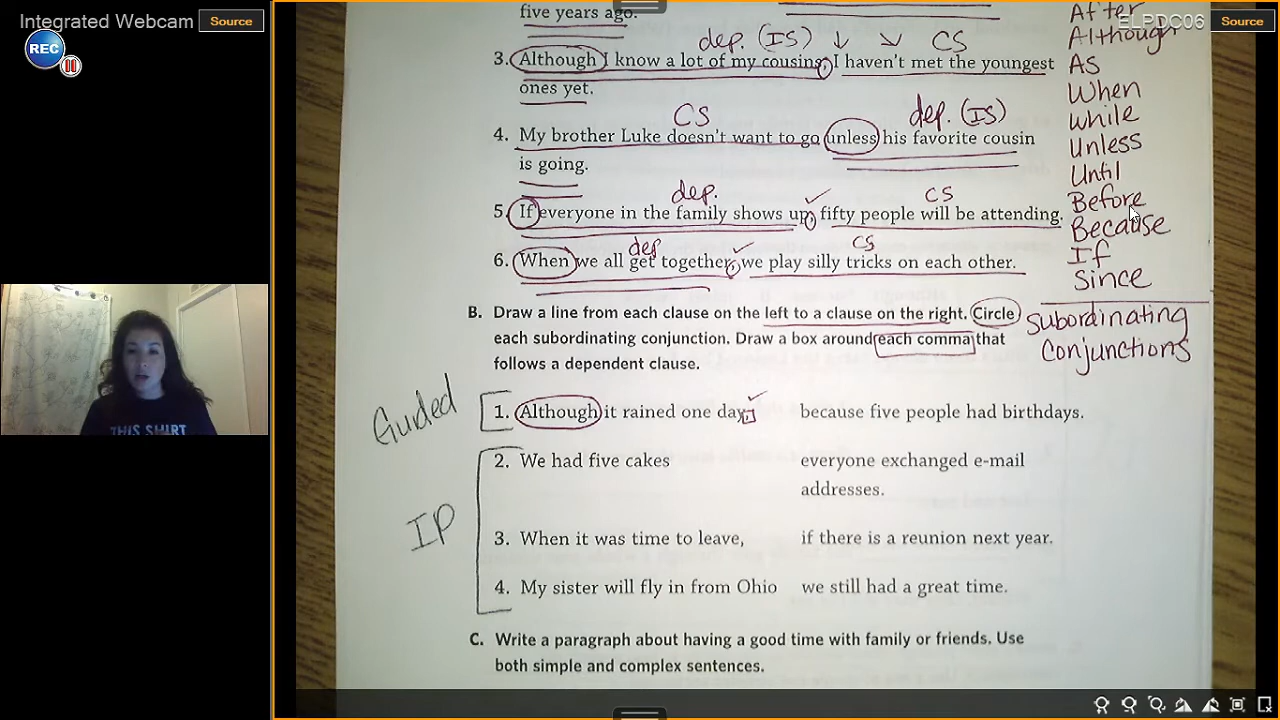 Integrated Webcam Source
REC
ELPDC06 Source
five years ago.
dep. (IS) CS
3. Although I know a lot of my cousins, I haven't met the youngest
ones yet.
CS dep. (IS)
4. My brother Luke doesn't want to go unless his favorite cousin
is going.
dep. CS
5. If everyone in the family shows up, fifty people will be attending.
dep CS
6. When we all get together, we play silly tricks on each other.
B. Draw a line from each clause on the left to a clause on the right. Circle
each subordinating conjunction. Draw a box around each comma that
follows a dependent clause.
Guided
1. Although it rained one day, because five people had birthdays.
2. We had five cakes everyone exchanged e-mail
addresses.
IP
3. When it was time to leave, if there is a reunion next year.
4. My sister will fly in from Ohio we still had a great time.
C. Write a paragraph about having a good time with family or friends. Use
both simple and complex sentences.
After
Although
As
When
while
Unless
Until
Before
Because
If
Since
Subordinating
Conjunctions
THIS SHIRT